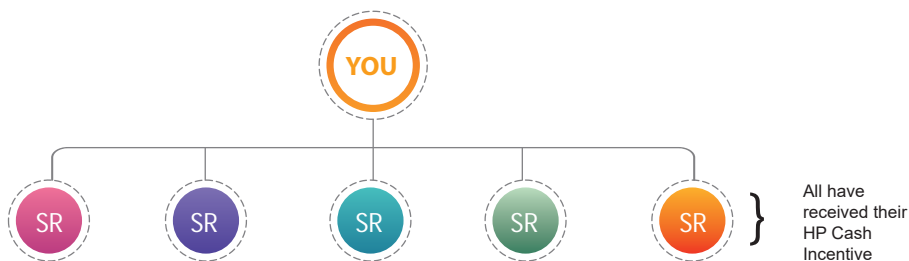 YOU
SR SR SR SR SR
All have
received their
HP Cash
Incentive